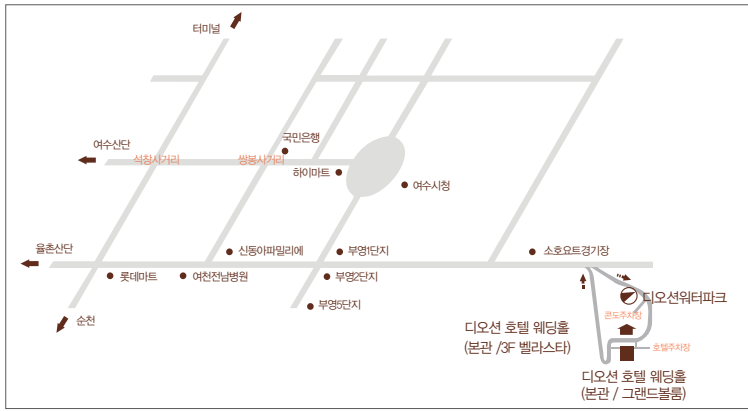 터미널
국민은행
여수산단
석창사거리
쌍봉사거리
하이마트
여수시청
율촌산단
신동아파밀리에
부영1단지
소호요트경기장
롯데마트
여천전남병원
부영2단지
순천
부영5단지
디오션워터파크
콘도주차장
디오션 호텔 웨딩홀
(본관 /3F 벨라스타)
호텔주차장
디오션 호텔 웨딩홀
(본관 / 그랜드볼룸)